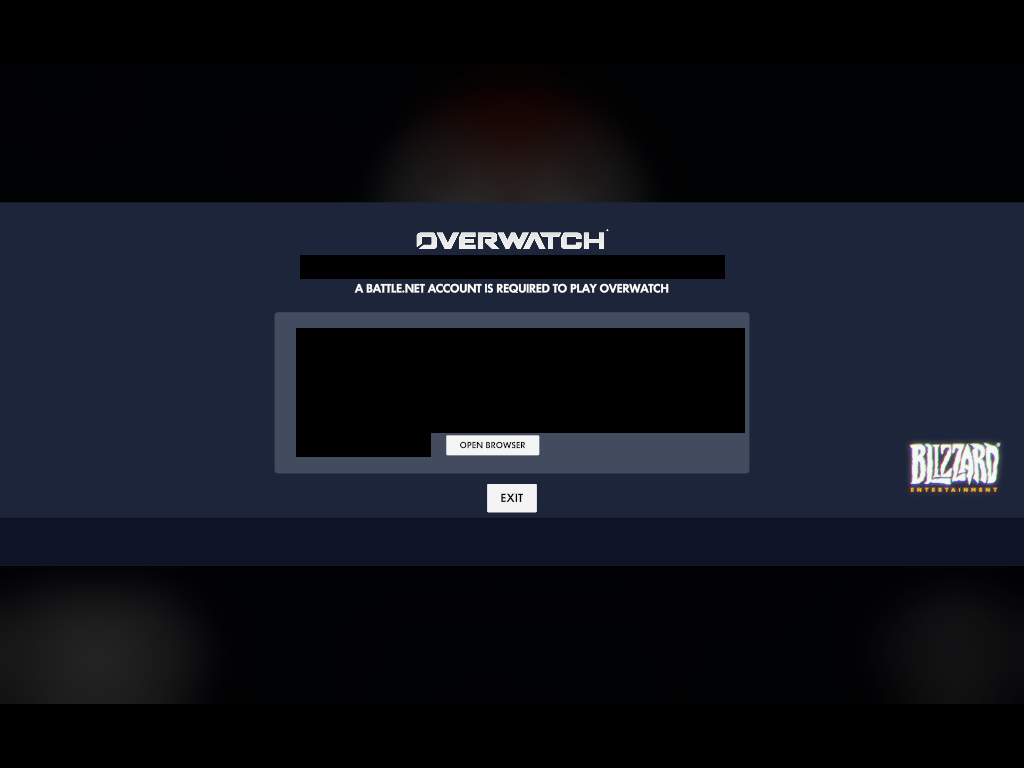 OVERWATCH
A BATTLE.NET ACCOUNT IS REQUIRED TO PLAY OVERWATCH
OPEN BROWSER
EXIT
BLIZZARD
ENTERTAINMENT